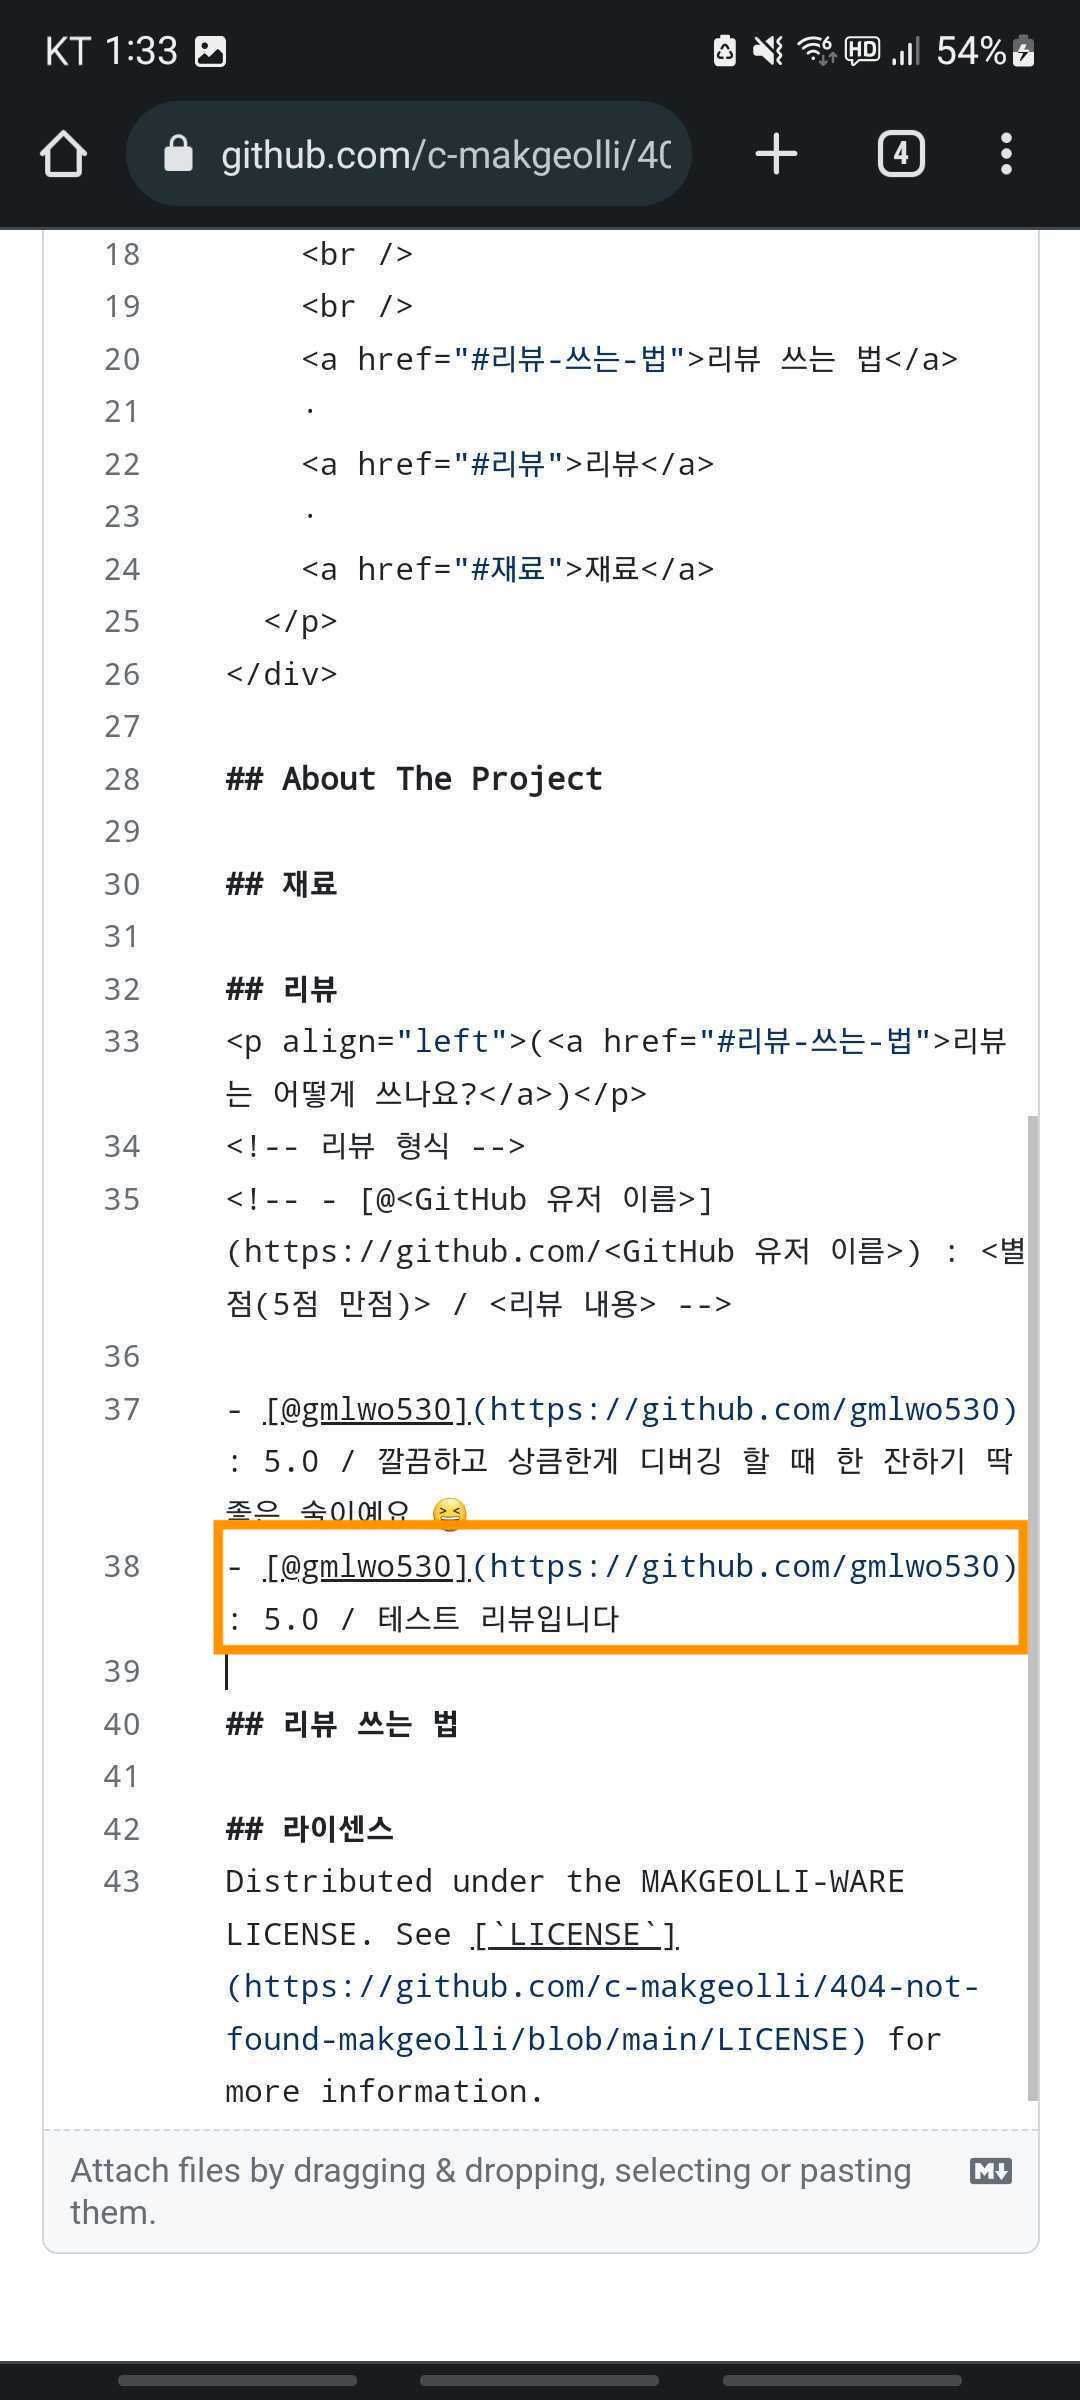 KT 1:33
54%
github.com/c-makgeolli/40
4
18 <br />
19 <br />
20 <a href="#리뷰-쓰는-법">리뷰 쓰는 법</a>
21 ·
22 <a href="#리뷰">리뷰</a>
23 ·
24 <a href="#재료">재료</a>
25 </p>
26 </div>
27
28 ## About The Project
29
30 ## 재료
31
32 ## 리뷰
33 <p align="left">(<a href="#리뷰-쓰는-법">리뷰
는 어떻게 쓰나요?</a>)</p>
34 <!-- 리뷰 형식 -->
35 <!-- - [@<GitHub 유저 이름>]
(https://github.com/<GitHub 유저 이름>) : <별
점(5점 만점)> / <리뷰 내용> -->
36
37 - [@gmlwo530](https://github.com/gmlwo530)
: 5.0 / 깔끔하고 상큼한게 디버깅 할 때 한 잔하기 딱
좋은 술이예요 😆
38 - [@gmlwo530](https://github.com/gmlwo530)
: 5.0 / 테스트 리뷰입니다
39
40 ## 리뷰 쓰는 법
41
42 ## 라이센스
43 Distributed under the MAKGEOLLI-WARE
LICENSE. See [`LICENSE`]
(https://github.com/c-makgeolli/404-not-
found-makgeolli/blob/main/LICENSE) for
more information.
Attach files by dragging & dropping, selecting or pasting
them.